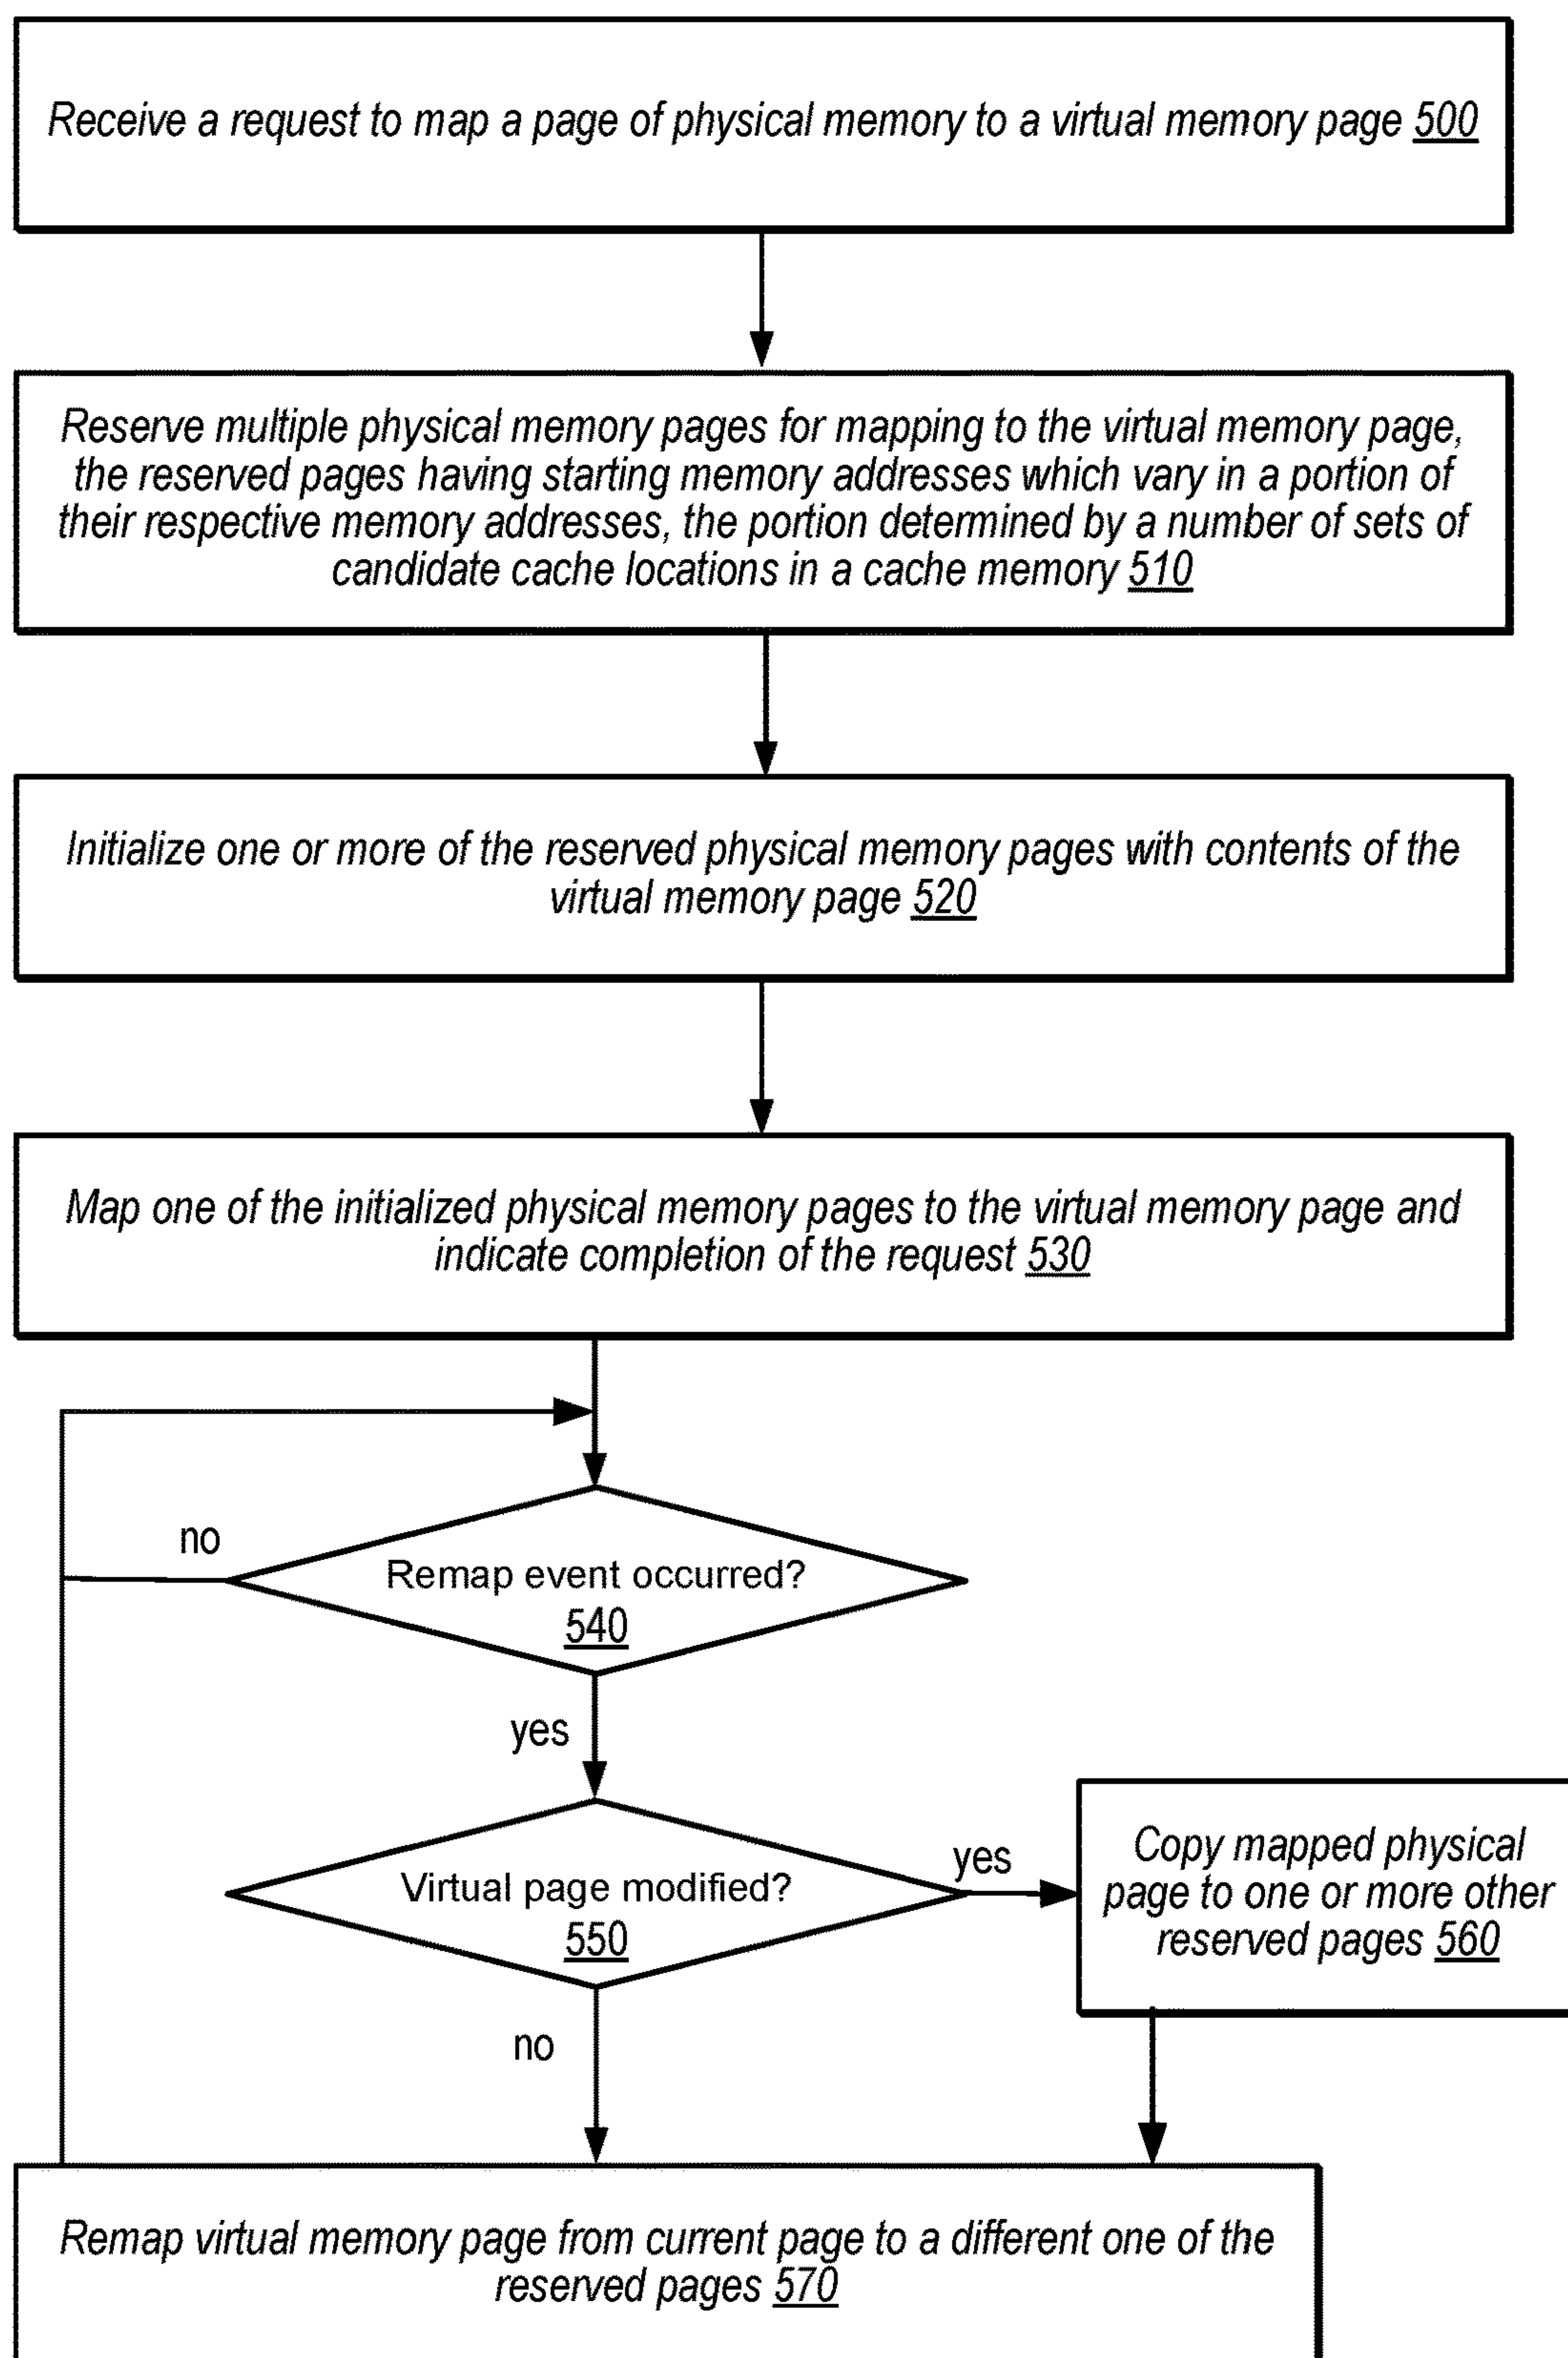 Receive a request to map a page of physical memory to a virtual memory page 500
Reserve multiple physical memory pages for mapping to the virtual memory page,
the reserved pages having starting memory addresses which vary in a portion of
their respective memory addresses, the portion determined by a number of sets of
candidate cache locations in a cache memory 510
Initialize one or more of the reserved physical memory pages with contents of the
virtual memory page 520
Map one of the initialized physical memory pages to the virtual memory page and
indicate completion of the request 530
no
Remap event occurred?
540
yes
Virtual page modified?
550
yes
Copy mapped physical
page to one or more other
reserved pages 560
no
Remap virtual memory page from current page to a different one of the
reserved pages 570